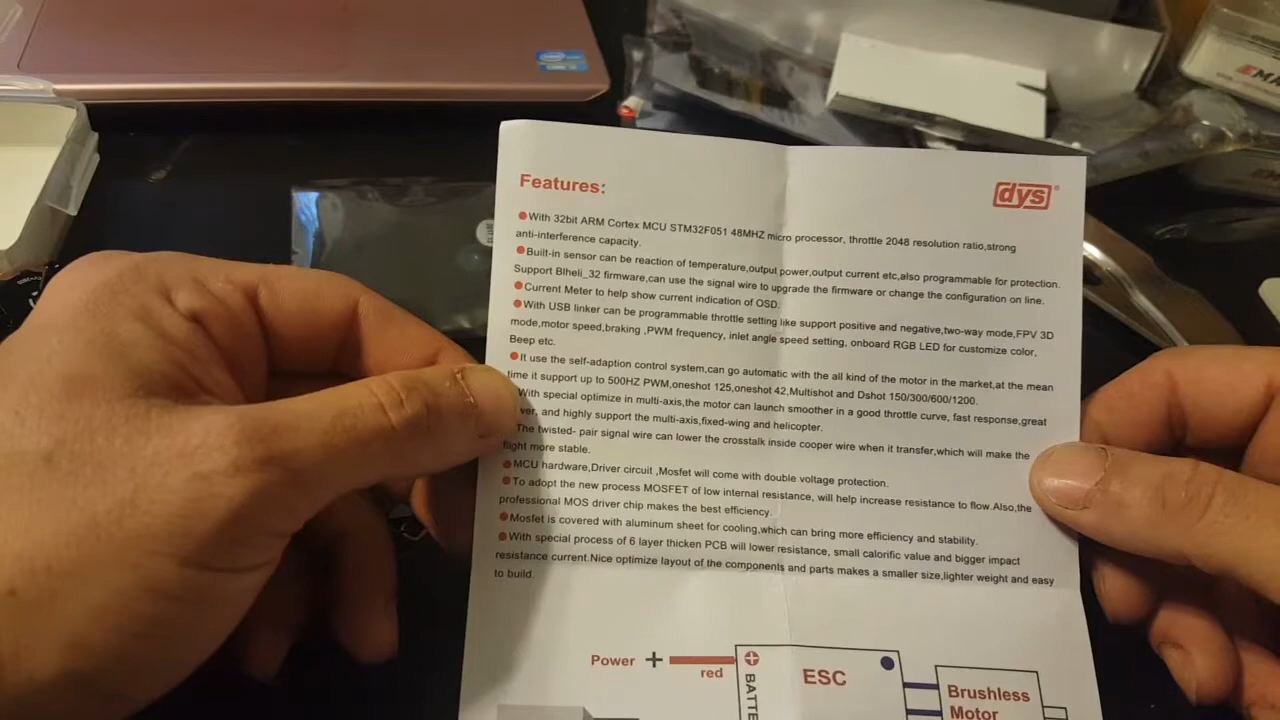 Features:
dys
With 32bit ARM Cortex MCU STM32F051 48MHZ micro processor, throttle 2048 resolution ratio,strong
anti-interference capacity.
Built-in sensor can be reaction of temperature,output power,output current etc,also programmable for protection.
Support Blheli_32 firmware,can use the signal wire to upgrade the firmware or change the configuration on line.
Current Meter to help show current indication of OSD.
With USB linker can be programmable throttle setting like support positive and negative,two-way mode,FPV 3D
mode,motor speed,braking ,PWM frequency, inlet angle speed setting, onboard RGB LED for customize color,
Beep etc.
It use the self-adaption control system,can go automatic with the all kind of the motor in the market,at the mean
time it support up to 500HZ PWM,oneshot 125,oneshot 42,Multishot and Dshot 150/300/600/1200.
With special optimize in multi-axis,the motor can launch smoother in a good throttle curve, fast response,great
ver, and highly support the multi-axis,fixed-wing and helicopter.
The twisted- pair signal wire can lower the crosstalk inside cooper wire when it transfer,which will make the
flight more stable.
MCU hardware,Driver circuit ,Mosfet will come with double voltage protection.
To adopt the new process MOSFET of low internal resistance, will help increase resistance to flow.Also,the
professional MOS driver chip makes the best efficiency.
Mosfet is covered with aluminum sheet for cooling,which can bring more efficiency and stability.
With special process of 6 layer thicken PCB will lower resistance, small calorific value and bigger impact
resistance current.Nice optimize layout of the components and parts makes a smaller size,lighter weight and easy
to build.
Power +
red
BATTE
ESC
Brushless
Motor